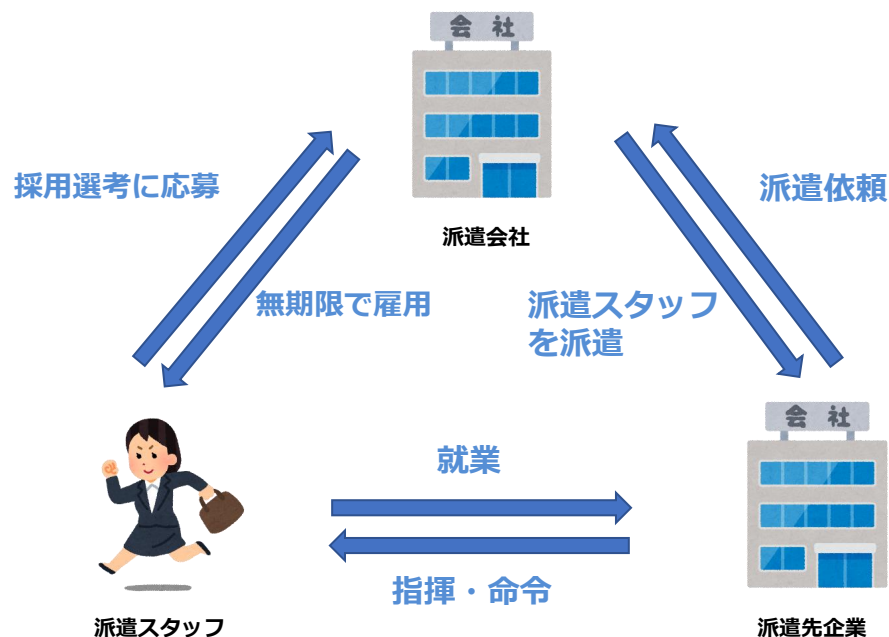 会社
派遣会社
採用選考に応募
派遣依頼
無期限で雇用
派遣スタッフ
を派遣
会社
就業
指揮・命令
派遣スタッフ
派遣先企業